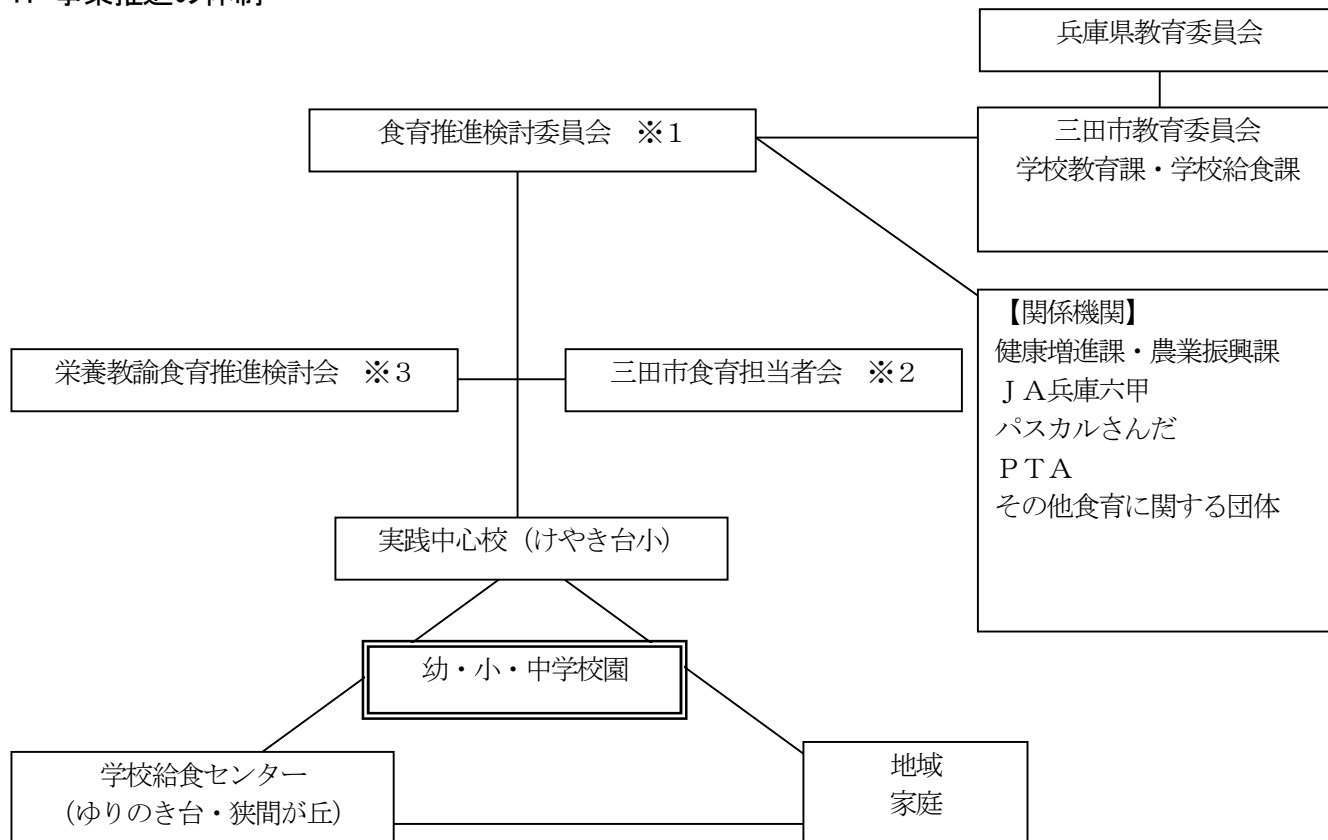 兵庫県教育委員会
食育推進検討委員会　※１
三田市教育委員会
学校教育課・学校給食課
【関係機関】
健康増進課・農業振興課
ＪＡ兵庫六甲
パスカルさんだ
ＰＴＡ
その他食育に関する団体
栄養教諭食育推進検討会　※３
三田市食育担当者会　※２
実践中心校（けやき台小）
幼・小・中学校園
学校給食センター
（ゆりのき台・狭間が丘）
地域
家庭